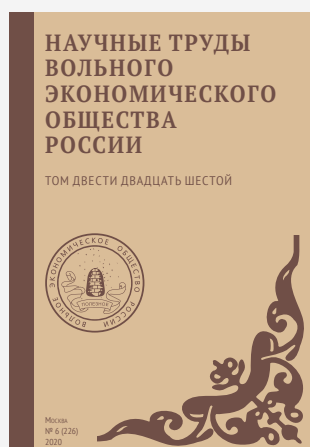 НАУЧНЫЕ ТРУДЫ
ВОЛЬНОГО
ЭКОНОМИЧЕСКОГО
ОБЩЕСТВА
РОССИИ
ТОМ ДВЕСТИ ДВАДЦАТЬ ШЕСТОЙ
ВОЛЬНОЕ ЭКОНОМИЧЕСКОЕ ОБЩЕСТВО РОССИИ
ПОЛЕЗНОЕ
Москва
№ 6 (226)
2020